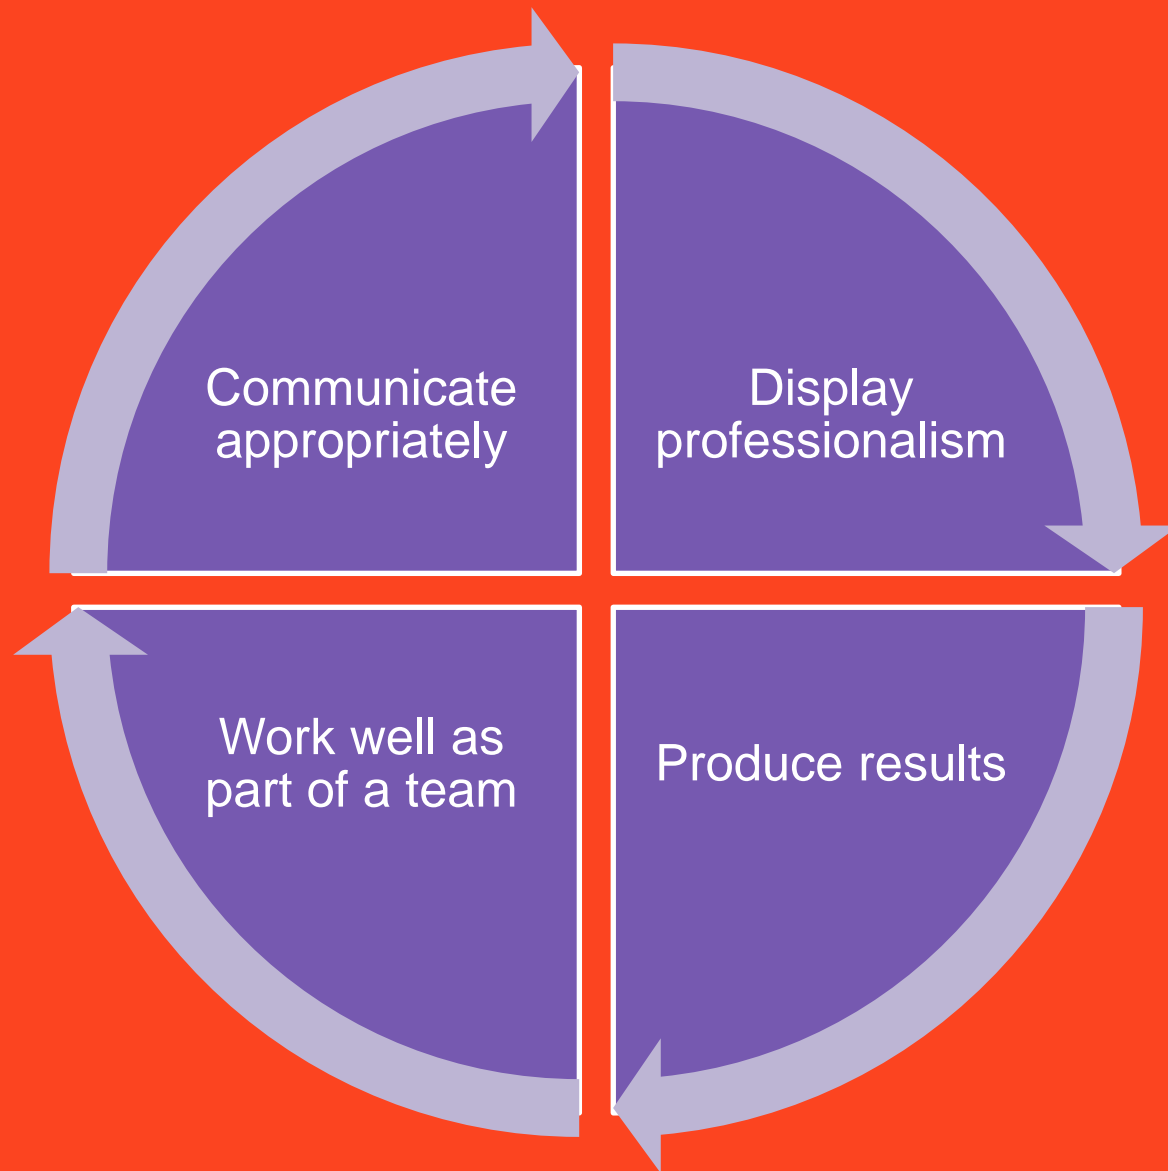 Communicate
appropriately
Display
professionalism
Work well as
part of a team
Produce results